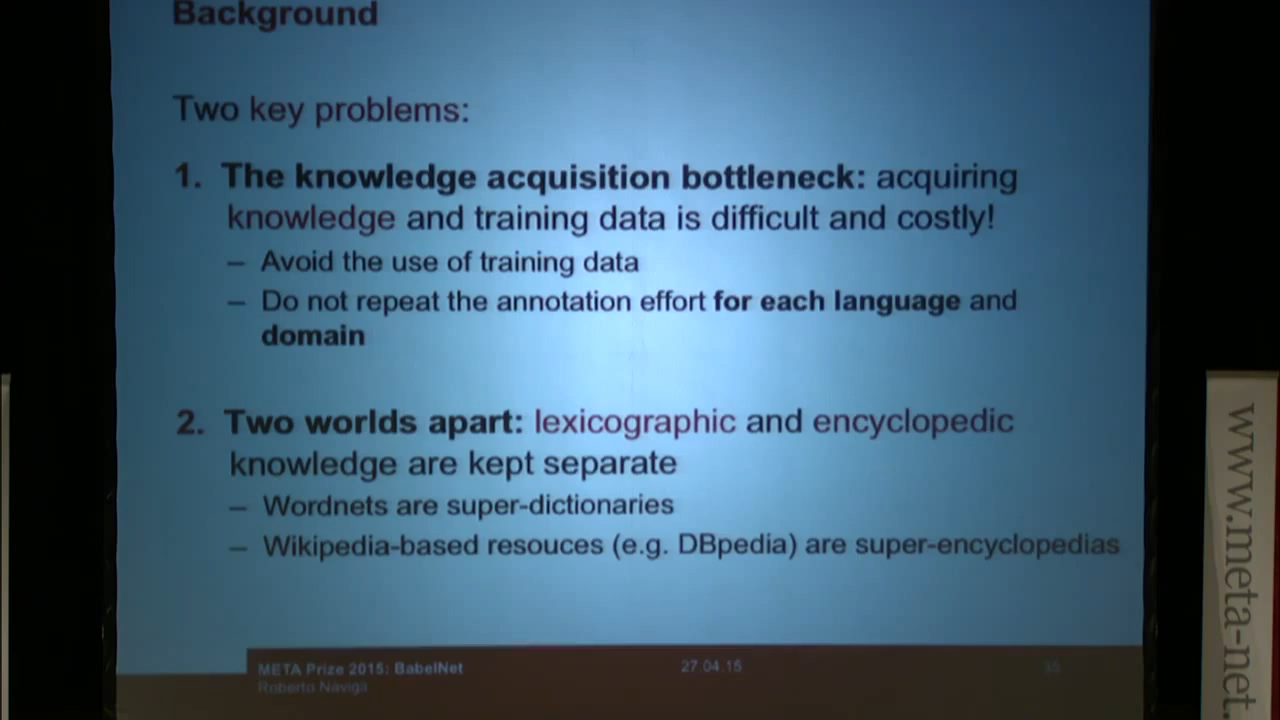 Background
Two key problems:
1. The knowledge acquisition bottleneck: acquiring
knowledge and training data is difficult and costly!
– Avoid the use of training data
– Do not repeat the annotation effort for each language and
domain
2. Two worlds apart: lexicographic and encyclopedic
knowledge are kept separate
– Wordnets are super-dictionaries
– Wikipedia-based resouces (e.g. DBpedia) are super-encyclopedias
META Prize 2015: BabelNet
Roberto Navigli
27.04.15
www.meta-net.